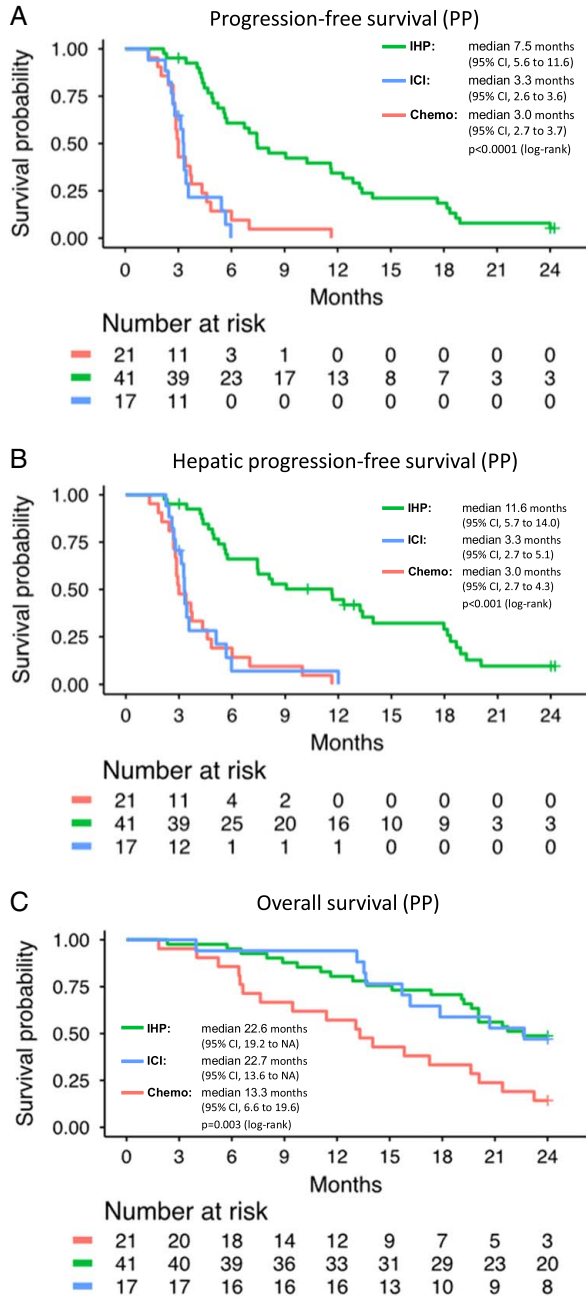 A
Progression-free survival (PP)
Survival probability
1.00
0.75
0.50
0.25
0.00
IHP: median 7.5 months
(95% CI, 5.6 to 11.6)
ICI: median 3.3 months
(95% CI, 2.6 to 3.6)
Chemo: median 3.0 months
(95% CI, 2.7 to 3.7)
p<0.0001 (log-rank)
0 3 6 9 12 15 18 21 24
Months
Number at risk
21 11 3 1 0 0 0 0 0
41 39 23 17 13 8 7 3 3
17 11 0 0 0 0 0 0 0
B
Hepatic progression-free survival (PP)
Survival probability
1.00
0.75
0.50
0.25
0.00
IHP: median 11.6 months
(95% CI, 5.7 to 14.0)
ICI: median 3.3 months
(95% CI, 2.7 to 5.1)
Chemo: median 3.0 months
(95% CI, 2.7 to 4.3)
p<0.001 (log-rank)
0 3 6 9 12 15 18 21 24
Months
Number at risk
21 11 4 2 0 0 0 0 0
41 39 25 20 16 10 9 3 3
17 12 1 1 1 0 0 0 0
C
Overall survival (PP)
Survival probability
1.00
0.75
0.50
0.25
0.00
IHP: median 22.6 months
(95% CI, 19.2 to NA)
ICI: median 22.7 months
(95% CI, 13.6 to NA)
Chemo: median 13.3 months
(95% CI, 6.6 to 19.6)
p=0.003 (log-rank)
0 3 6 9 12 15 18 21 24
Months
Number at risk
21 20 18 14 12 9 7 5 3
41 40 39 36 33 31 29 23 20
17 17 16 16 16 13 10 9 8